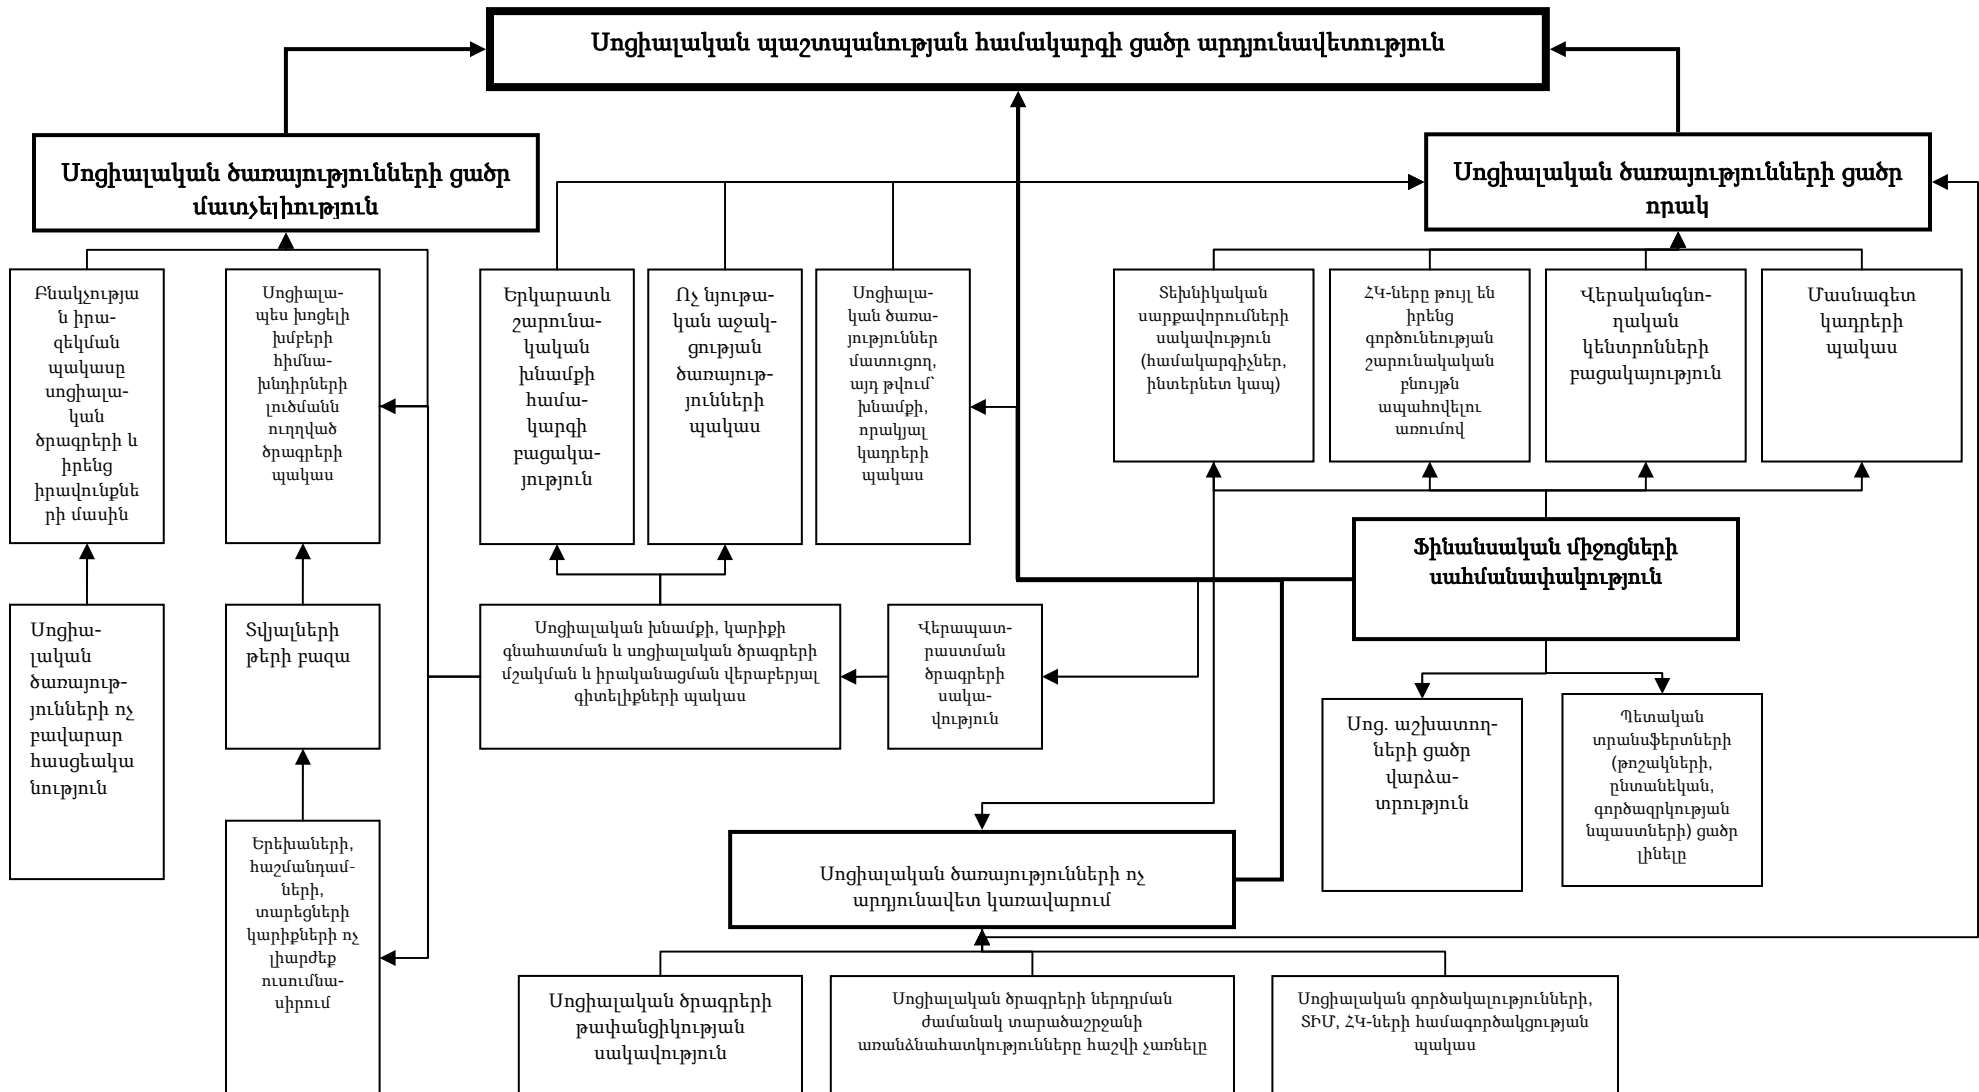 Սոցիալական պաշտպանության համակարգի ցածր արդյունավետություն
Սոցիալական ծառայությունների ցածր
մատչելիություն
Սոցիալական ծառայությունների ցածր
որակ
Բնակչությա
ն իրա-
զեկման
պակասը
սոցիալա-
կան
ծրագրերի և
իրենց
իրավունքնե
րի մասին
Սոցիալա-
պես խոցելի
խմբերի
հիմնա-
խնդիրների
լուծմանն
ուղղված
ծրագրերի
պակաս
Երկարատև
շարունա-
կական
խնամքի
համա-
կարգի
բացակա-
յություն
Ոչ նյութա-
կան աջակ-
ցության
ծառայութ-
յունների
պակաս
Սոցիալա-
կան ծառա-
յություններ
մատուցող,
այդ թվում՝
խնամքի,
որակյալ
կադրերի
պակաս
Տեխնիկական
սարքավորումների
սակավություն
(համակարգիչներ,
ինտերնետ կապ)
ՀԿ-ները թույլ են
իրենց
գործունեության
շարունակական
բնույթն
ապահովելու
առումով
Վերականգնո-
ղական
կենտրոնների
բացակայություն
Մասնագետ
կադրերի
պակաս
Ֆինանսական միջոցների
սահմանափակություն
Սոցիա-
լական
ծառայութ-
յունների ոչ
բավարար
հասցեակա
նություն
Տվյալների
թերի բազա
Սոցիալական խնամքի, կարիքի
գնահատման և սոցիալական ծրագրերի
մշակման և իրականացման վերաբերյալ
գիտելիքների պակաս
Վերապատ-
րաստման
ծրագրերի
սակա-
վություն
Սոց. աշխատող-
ների ցածր
վարձա-
տրություն
Պետական
տրանսֆերտների
(թոշակների,
ընտանեկան,
գործազրկության
նպաստների) ցածր
լինելը
Երեխաների,
հաշմանդամ-
ների,
տարեցների
կարիքների ոչ
լիարժեք
ուսումնա-
սիրում
Սոցիալական ծառայությունների ոչ
արդյունավետ կառավարում
Սոցիալական ծրագրերի
թափանցիկության
սակավություն
Սոցիալական ծրագրերի ներդրման
ժամանակ տարածաշրջանի
առանձնահատկությունները հաշվի չառնելը
Սոցիալական գործակալությունների,
ՏԻՄ, ՀԿ-ների համագործակցության
պակաս